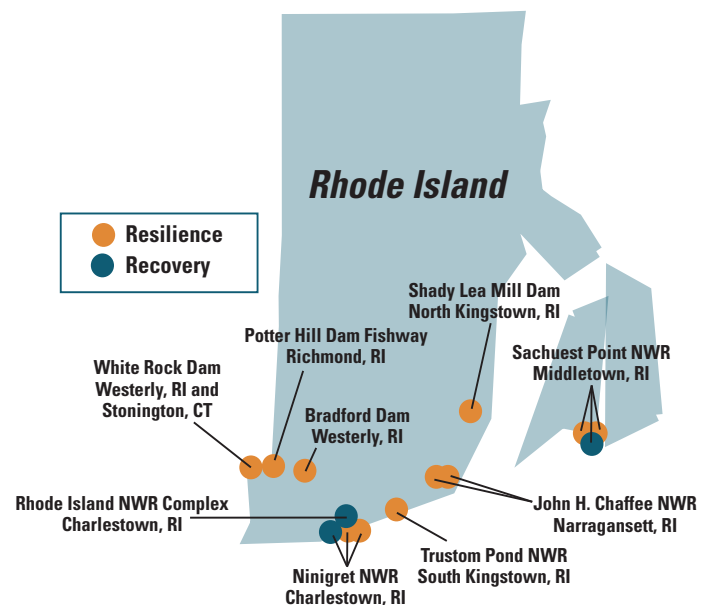 Rhode Island
Resilience
Recovery
Shady Lea Mill Dam
North Kingstown, RI
Potter Hill Dam Fishway
Richmond, RI
Sachuest Point NWR
Middletown, RI
White Rock Dam
Westerly, RI and
Stonington, CT
Bradford Dam
Westerly, RI
Rhode Island NWR Complex
Charlestown, RI
John H. Chaffee NWR
Narragansett, RI
Trustom Pond NWR
South Kingstown, RI
Ninigret NWR
Charlestown, RI